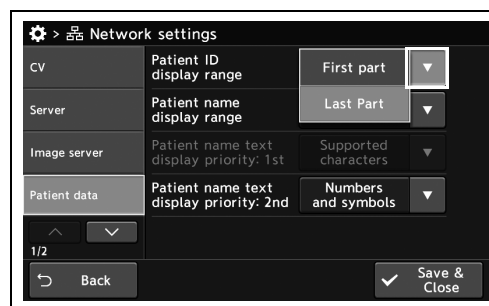 > Network settings
CV
Server
Image server
Patient data
1/2
Patient ID
display range
First part
Last Part
Patient name
display range
Patient name text
display priority: 1st
Supported
characters
Patient name text
display priority: 2nd
Numbers
and symbols
Back
Save &
Close